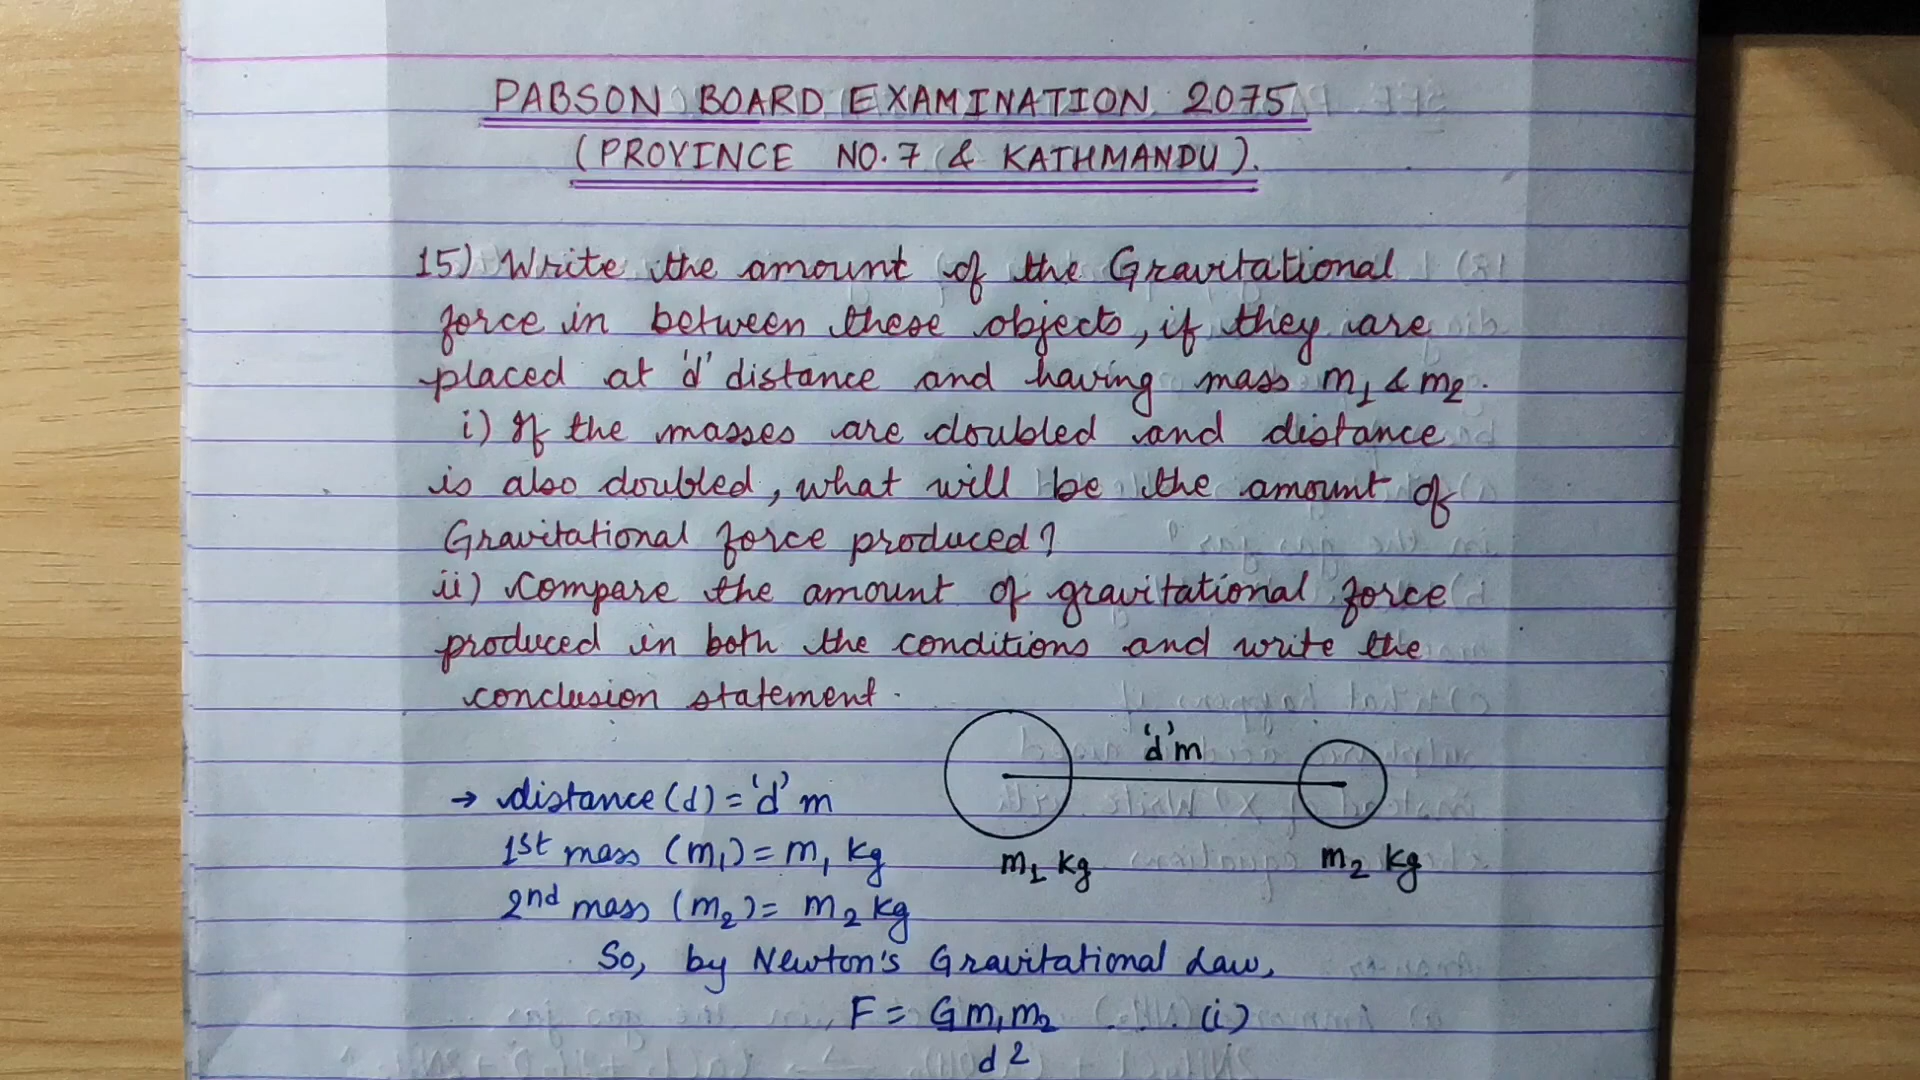 PABSON BOARD EXAMINATION 2075
(PROVINCE NO.7 & KATHMANDU).
15) Write the amount of the Gravitational
force in between these objects, if they are
placed at 'd' distance and having mass m₁ & m₂.
i) If the masses are doubled and distance
is also doubled, what will be the amount of
Gravitational force produced?
ii) Compare the amount of gravitational force
produced in both the conditions and write the
conclusion statement.
'd'm
→ distance (d) = 'd' m
1st mass (m₁) = m₁ kg
m₁ kg m₂ kg
2nd mass (m₂) = m₂ kg
So, by Newton's Gravitational Law,
F = Gm₁m₂ . . . (i)
d²